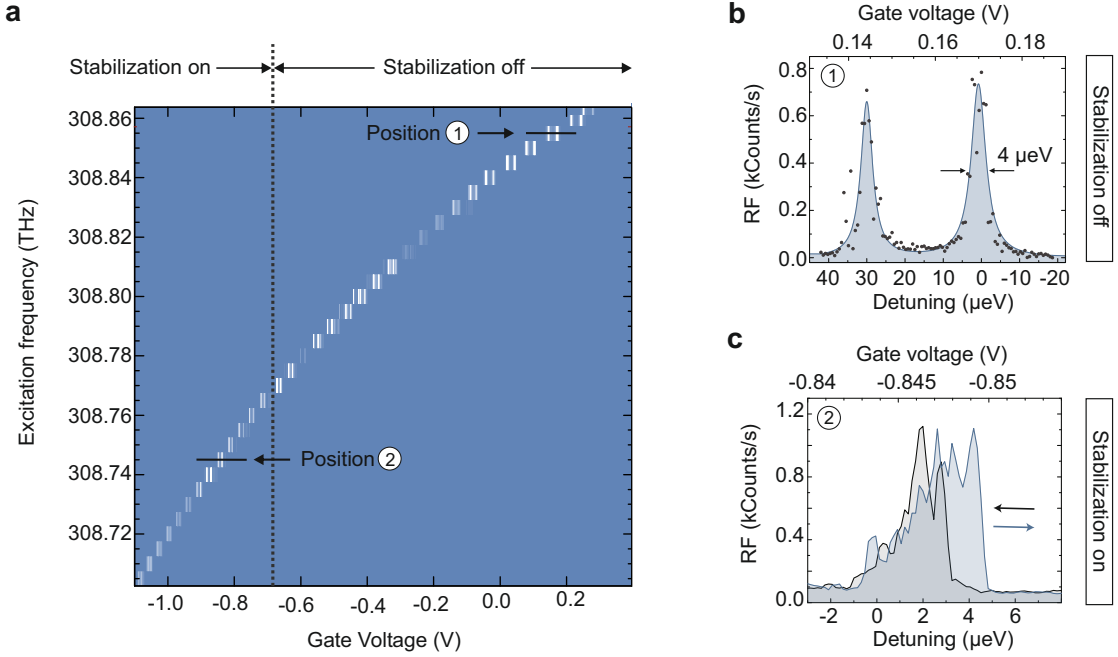 a
Stabilization on
Stabilization off
Excitation frequency (THz)
308.86
308.84
308.82
308.80
308.78
308.76
308.74
308.72
Position 1
Position 2
-1.0
-0.8
-0.6
-0.4
-0.2
0.0
0.2
Gate Voltage (V)
b
Gate voltage (V)
0.14
0.16
0.18
1
RF (kCounts/s)
0.8
0.6
0.4
0.2
0.0
4 µeV
40
30
20
10
0
-10
-20
Detuning (µeV)
Stabilization off
c
Gate voltage (V)
-0.84
-0.845
-0.85
2
RF (kCounts/s)
1.2
0.8
0.4
0.0
-2
0
2
4
6
Detuning (µeV)
Stabilization on